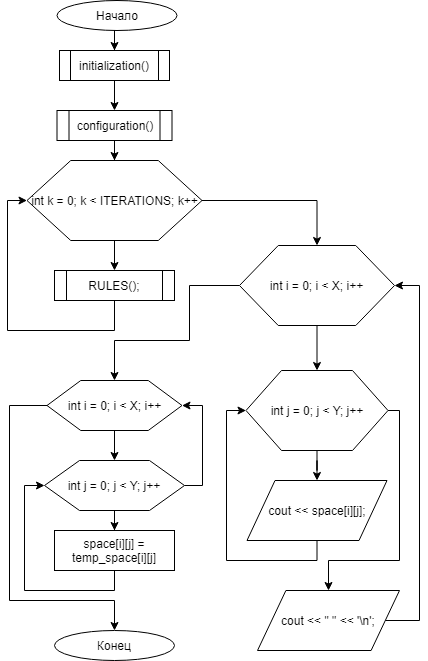 Начало
initialization()
configuration()
int k = 0; k < ITERATIONS; k++
RULES();
int i = 0; i < X; i++
int i = 0; i < X; i++
int j = 0; j < Y; j++
int j = 0; j < Y; j++
cout << space[i][j];
space[i][j] =
temp_space[i][j]
cout << " " << '\n';
Конец